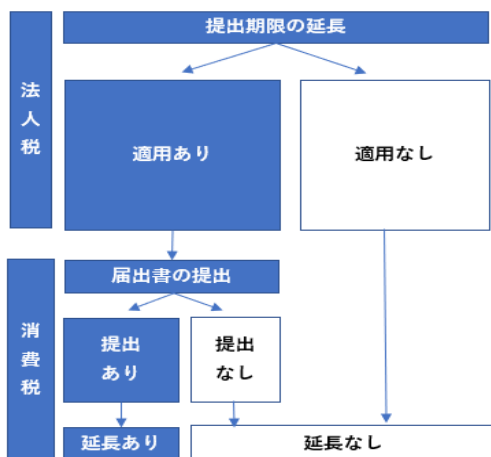 提出期限の延長
法人税
適用あり
適用なし
届出書の提出
消費税
提出
あり
提出
なし
延長あり
延長なし